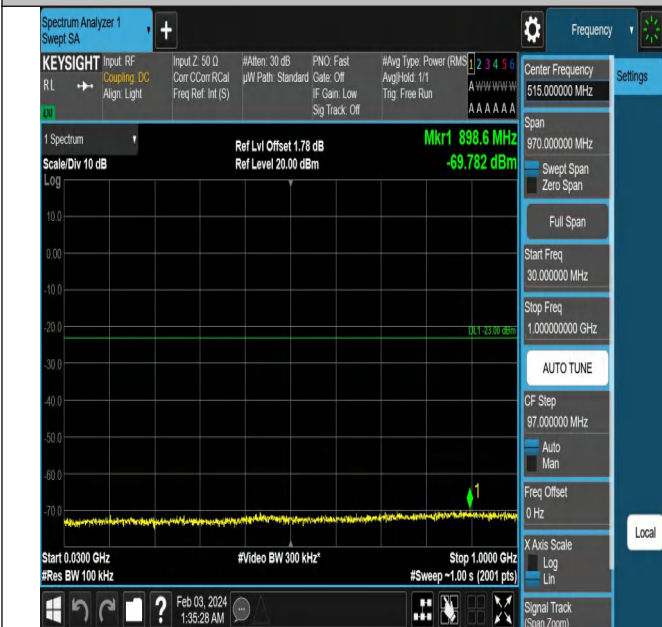 Spectrum Analyzer 1
Swept SA
+
Frequency
KEYSIGHT
RL
Input: RF
Coupling: DC
Align: Light
Input Z: 50 Ω
Corr CCorr RCal
Freq Ref: Int (S)
#Atten: 30 dB
µW Path: Standard
PNO: Fast
Gate: Off
IF Gain: Low
Sig Track: Off
#Avg Type: Power (RMS
Avg|Hold: 1/1
Trig: Free Run
1 2 3 4 5 6
A W W W W W
A A A A A A
Settings
Center Frequency
515.000000 MHz
Span
970.000000 MHz
Swept Span
Zero Span
Full Span
Start Freq
30.000000 MHz
Stop Freq
1.000000000 GHz
AUTO TUNE
CF Step
97.000000 MHz
Auto
Man
Freq Offset
0 Hz
X Axis Scale
Log
Lin
Signal Track
(Span Zoom)
Local
1 Spectrum
Scale/Div 10 dB
Log
Ref Lvl Offset 1.78 dB
Ref Level 20.00 dBm
Mkr1 898.6 MHz
-69.782 dBm
10.0
0.00
-10.0
-20.0
DL1 -23.00 dBm
-30.0
-40.0
-50.0
-60.0
-70.0
1
Start 0.0300 GHz
#Res BW 100 kHz
#Video BW 300 kHz*
Stop 1.0000 GHz
#Sweep ~1.00 s (2001 pts)
?
Feb 03, 2024
1:35:28 AM